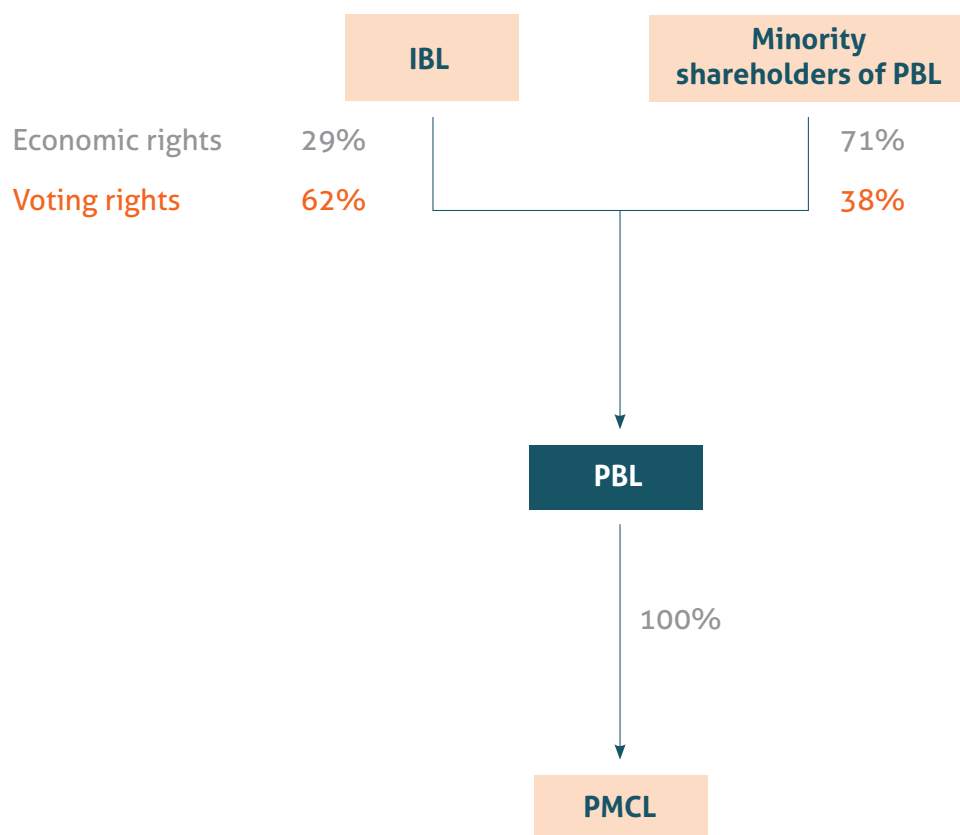 IBL
Minority
shareholders of PBL
Economic rights 29% 71%
Voting rights 62% 38%
PBL
100%
PMCL